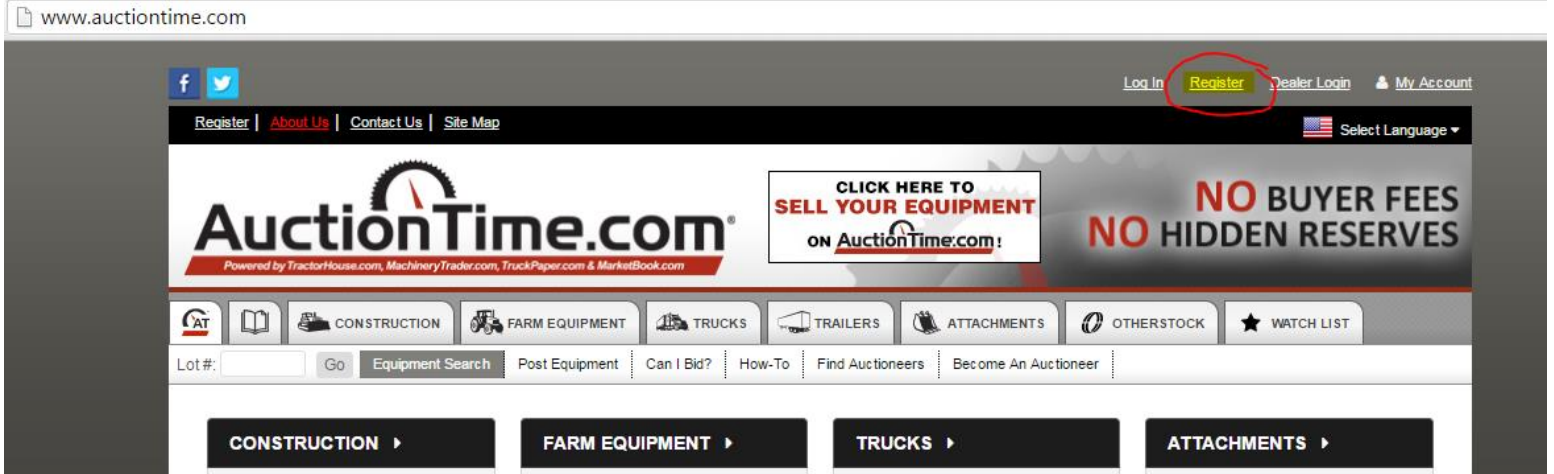 www.auctiontime.com
f
Log In Register Dealer Login My Account
Register | About Us | Contact Us | Site Map
Select Language
AuctionTime.com®
Powered by TractorHouse.com, MachineryTrader.com, TruckPaper.com & MarketBook.com
CLICK HERE TO
SELL YOUR EQUIPMENT
ON AuctionTime.com!
NO BUYER FEES
NO HIDDEN RESERVES
AT CONSTRUCTION FARM EQUIPMENT TRUCKS TRAILERS ATTACHMENTS OTHERSTOCK WATCH LIST
Lot #: Go Equipment Search Post Equipment Can I Bid? How-To Find Auctioneers Become An Auctioneer
CONSTRUCTION FARM EQUIPMENT TRUCKS ATTACHMENTS